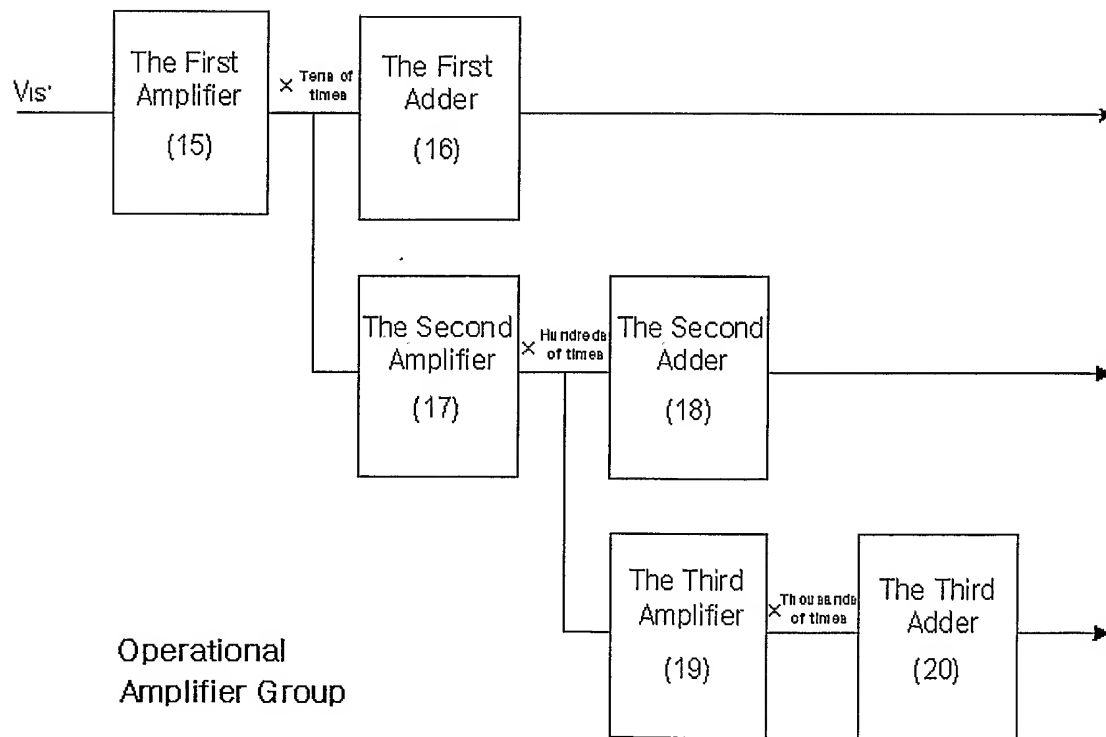 VIS'
The First
Amplifier
(15)
× Tens of
times
The First
Adder
(16)
The Second
Amplifier
(17)
× Hundreds
of times
The Second
Adder
(18)
The Third
Amplifier
(19)
× Thousands
of times
The Third
Adder
(20)
Operational
Amplifier Group